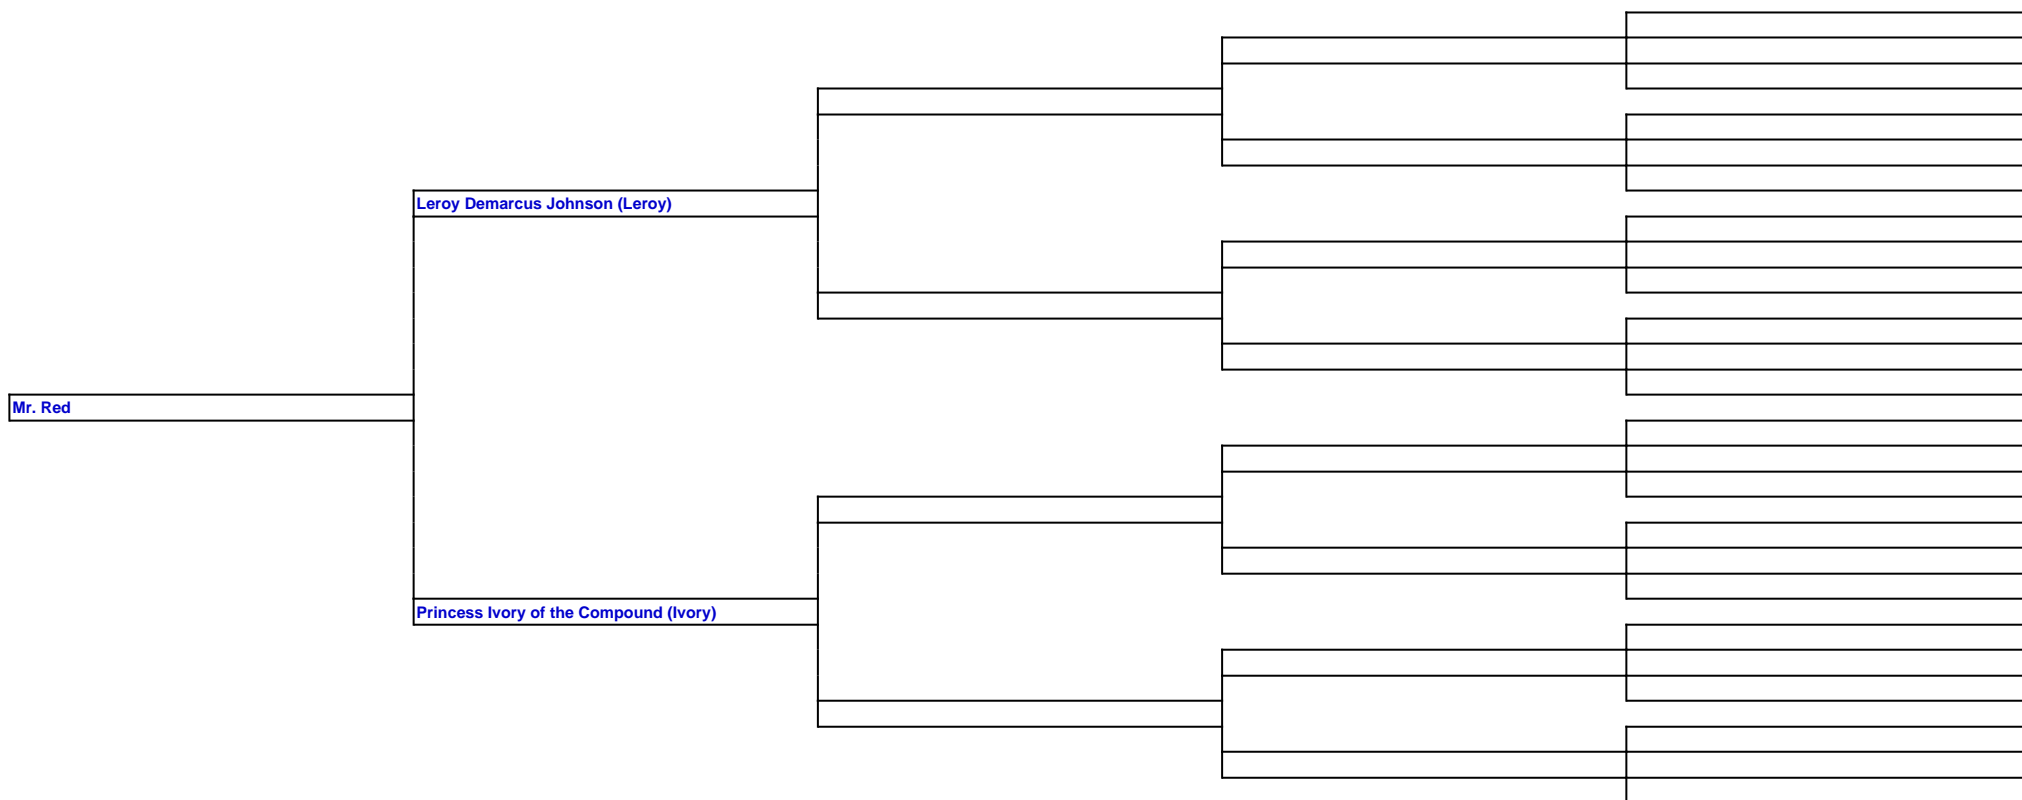 Leroy Demarcus Johnson (Leroy)
Mr. Red
Princess Ivory of the Compound (Ivory)